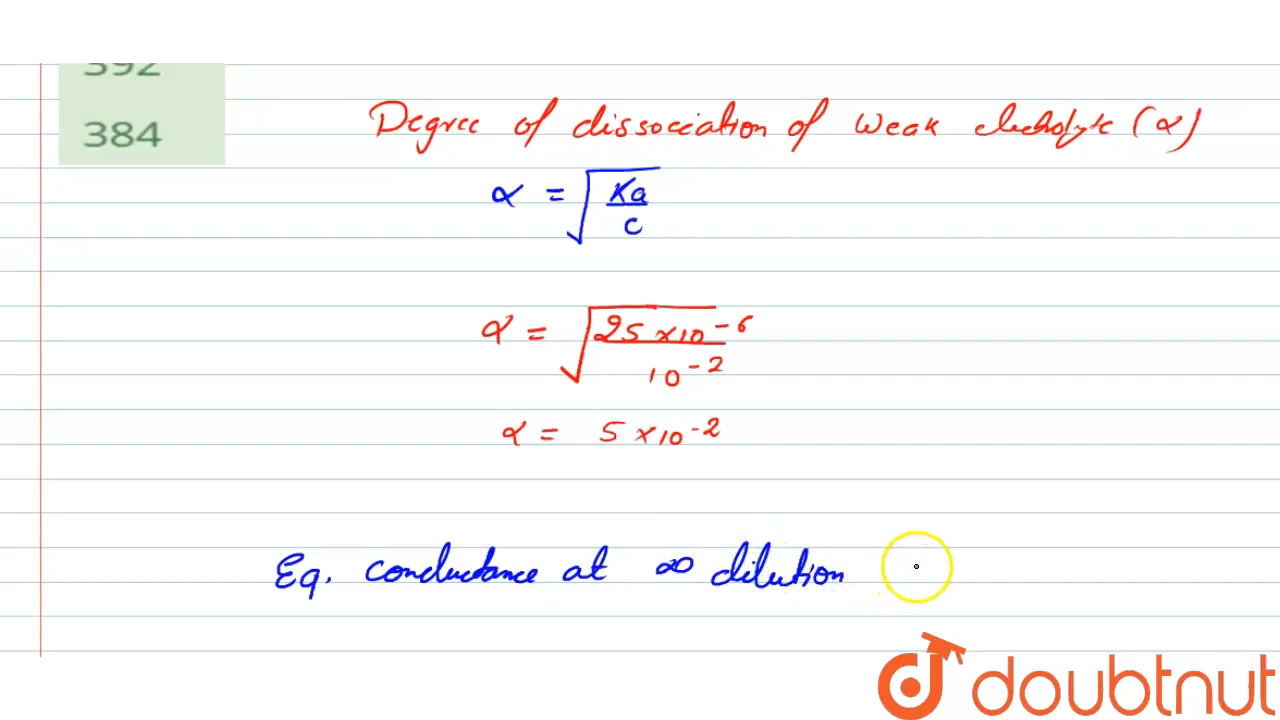 392
384
Degree of dissociation of weak electrolyte (α)
α = √(Ka/c)
α = √(25 × 10⁻⁶/10⁻²)
α = 5 × 10⁻²
Eq. conductance at ∞ dilution
doubtnut